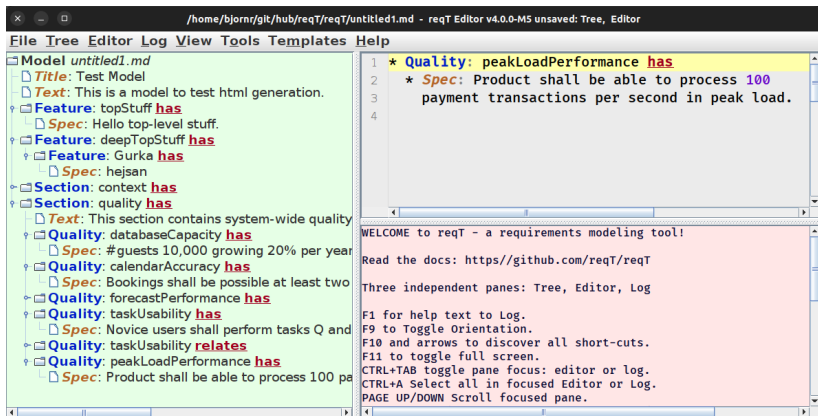 /home/bjornr/git/hub/reqT/reqT/untitled1.md - reqT Editor v4.0.0-M5 unsaved: Tree, Editor
File Tree Editor Log View Tools Templates Help
Model untitled1.md
Title: Test Model
Text: This is a model to test html generation.
Feature: topStuff has
Spec: Hello top-level stuff.
Feature: deepTopStuff has
Feature: Gurka has
Spec: hejsan
Section: context has
Section: quality has
Text: This section contains system-wide quality
Quality: databaseCapacity has
Spec: #guests 10,000 growing 20% per year
Quality: calendarAccuracy has
Spec: Bookings shall be possible at least two
Quality: forecastPerformance has
Quality: taskUsability has
Spec: Novice users shall perform tasks Q and
Quality: taskUsability relates
Quality: peakLoadPerformance has
Spec: Product shall be able to process 100 pa
1 * Quality: peakLoadPerformance has
2 * Spec: Product shall be able to process 100
3 payment transactions per second in peak load.
4
WELCOME to reqT - a requirements modeling tool!
Read the docs: https//github.com/reqT/reqT
Three independent panes: Tree, Editor, Log
F1 for help text to Log.
F9 to Toggle Orientation.
F10 and arrows to discover all short-cuts.
F11 to toggle full screen.
CTRL+TAB toggle pane focus: editor or log.
CTRL+A Select all in focused Editor or Log.
PAGE UP/DOWN Scroll focused pane.